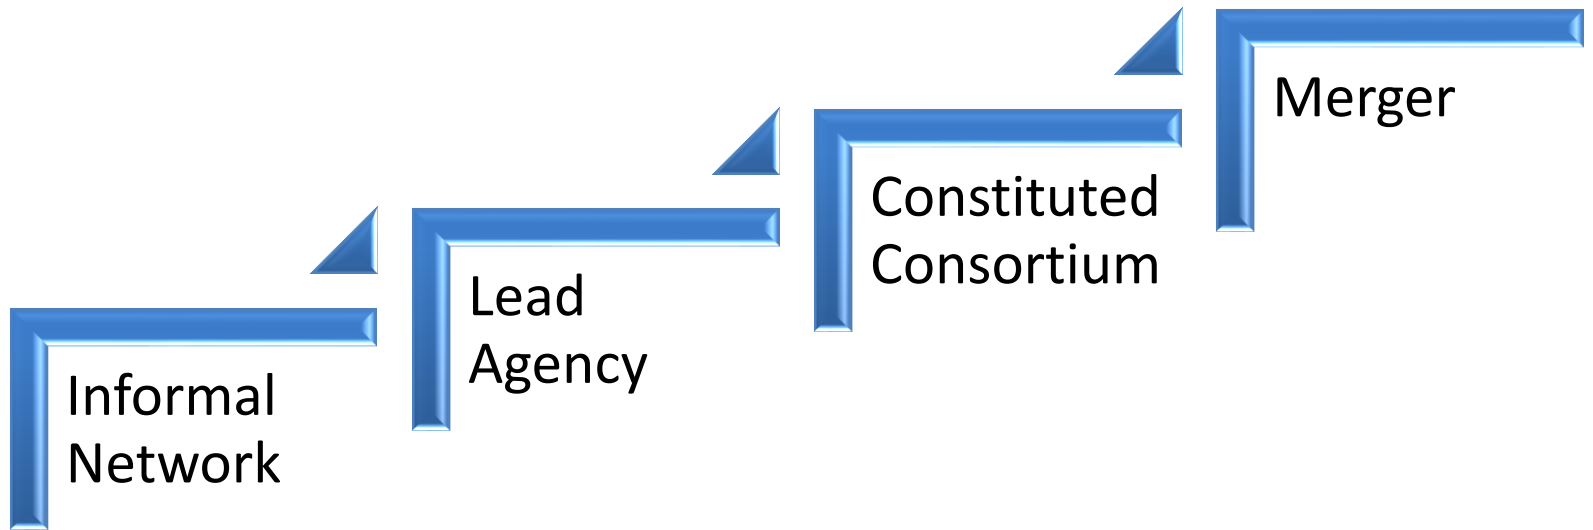 Informal
Network
Lead
Agency
Constituted
Consortium
Merger